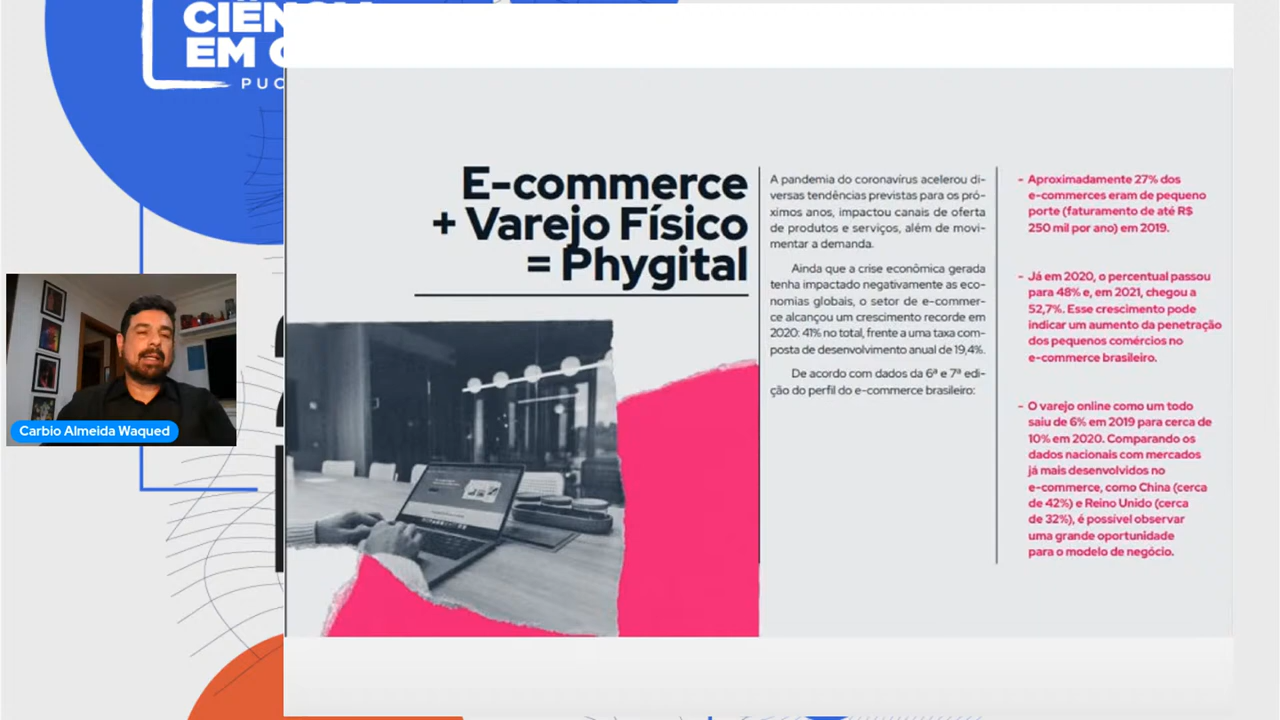 CIÊN
EM
PUC
E-commerce
+ Varejo Físico
= Phygital
A pandemia do coronavírus acelerou di-
versas tendências previstas para os pró-
ximos anos, impactou canais de oferta
de produtos e serviços, além de movi-
mentar a demanda.
Ainda que a crise econômica gerada
tenha impactado negativamente as eco-
nomias globais, o setor de e-commer-
ce alcançou um crescimento recorde em
2020: 41% no total, frente a uma taxa com-
posta de desenvolvimento anual de 19,4%.
De acordo com dados da 6ª e 7ª edi-
ção do perfil do e-commerce brasileiro:
- Aproximadamente 27% dos
e-commerces eram de pequeno
porte (faturamento de até R$
250 mil por ano) em 2019.
- Já em 2020, o percentual passou
para 48% e, em 2021, chegou a
52,7%. Esse crescimento pode
indicar um aumento da penetração
dos pequenos comércios no
e-commerce brasileiro.
- O varejo online como um todo
saiu de 6% em 2019 para cerca de
10% em 2020. Comparando os
dados nacionais com mercados
já mais desenvolvidos no
e-commerce, como China (cerca
de 42%) e Reino Unido (cerca
de 32%), é possível observar
uma grande oportunidade
para o modelo de negócio.
Carbio Almeida Waqued